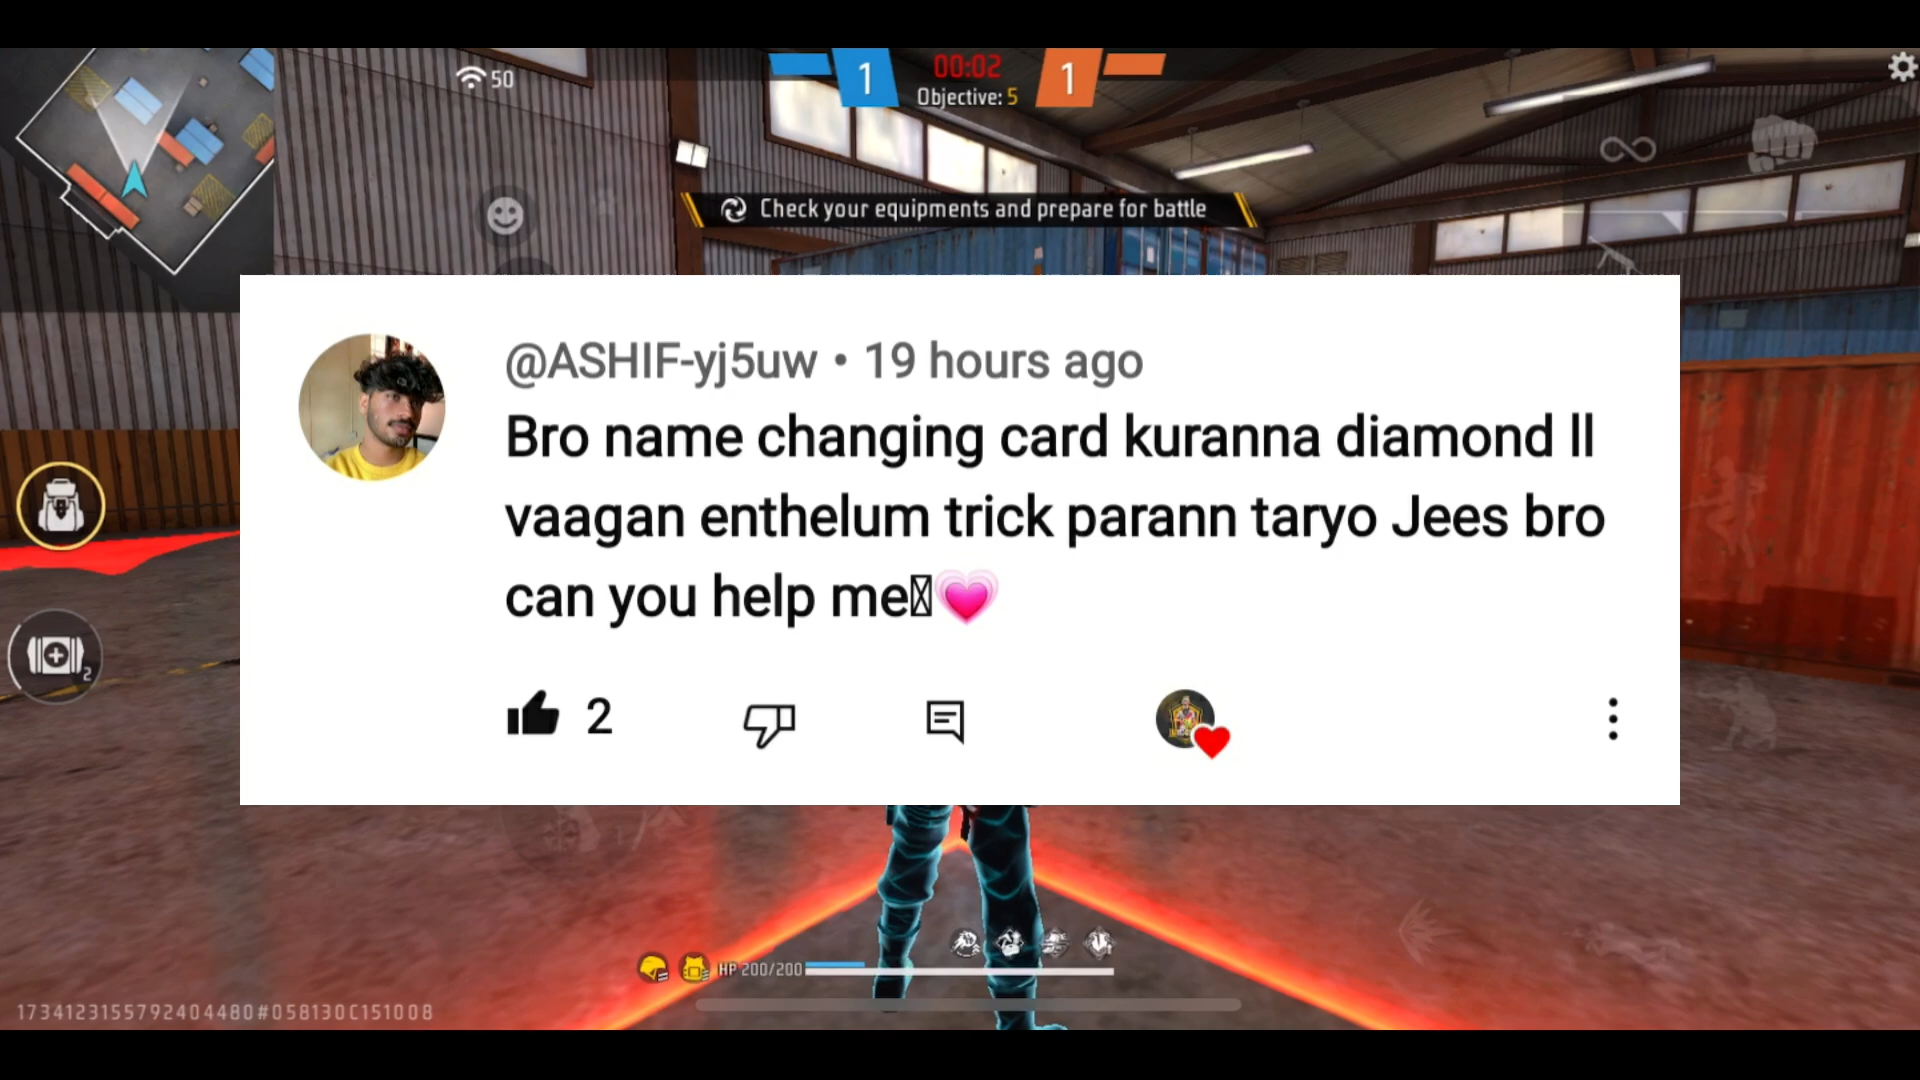 50
1
00:02
1
Objective: 5
Check your equipments and prepare for battle
@ASHIF-yj5uw • 19 hours ago
Bro name changing card kuranna diamond ll
vaagan enthelum trick parann taryo Jees bro
can you help me💗
2
2
HP 200/200
1734123155792404480#058130C151008